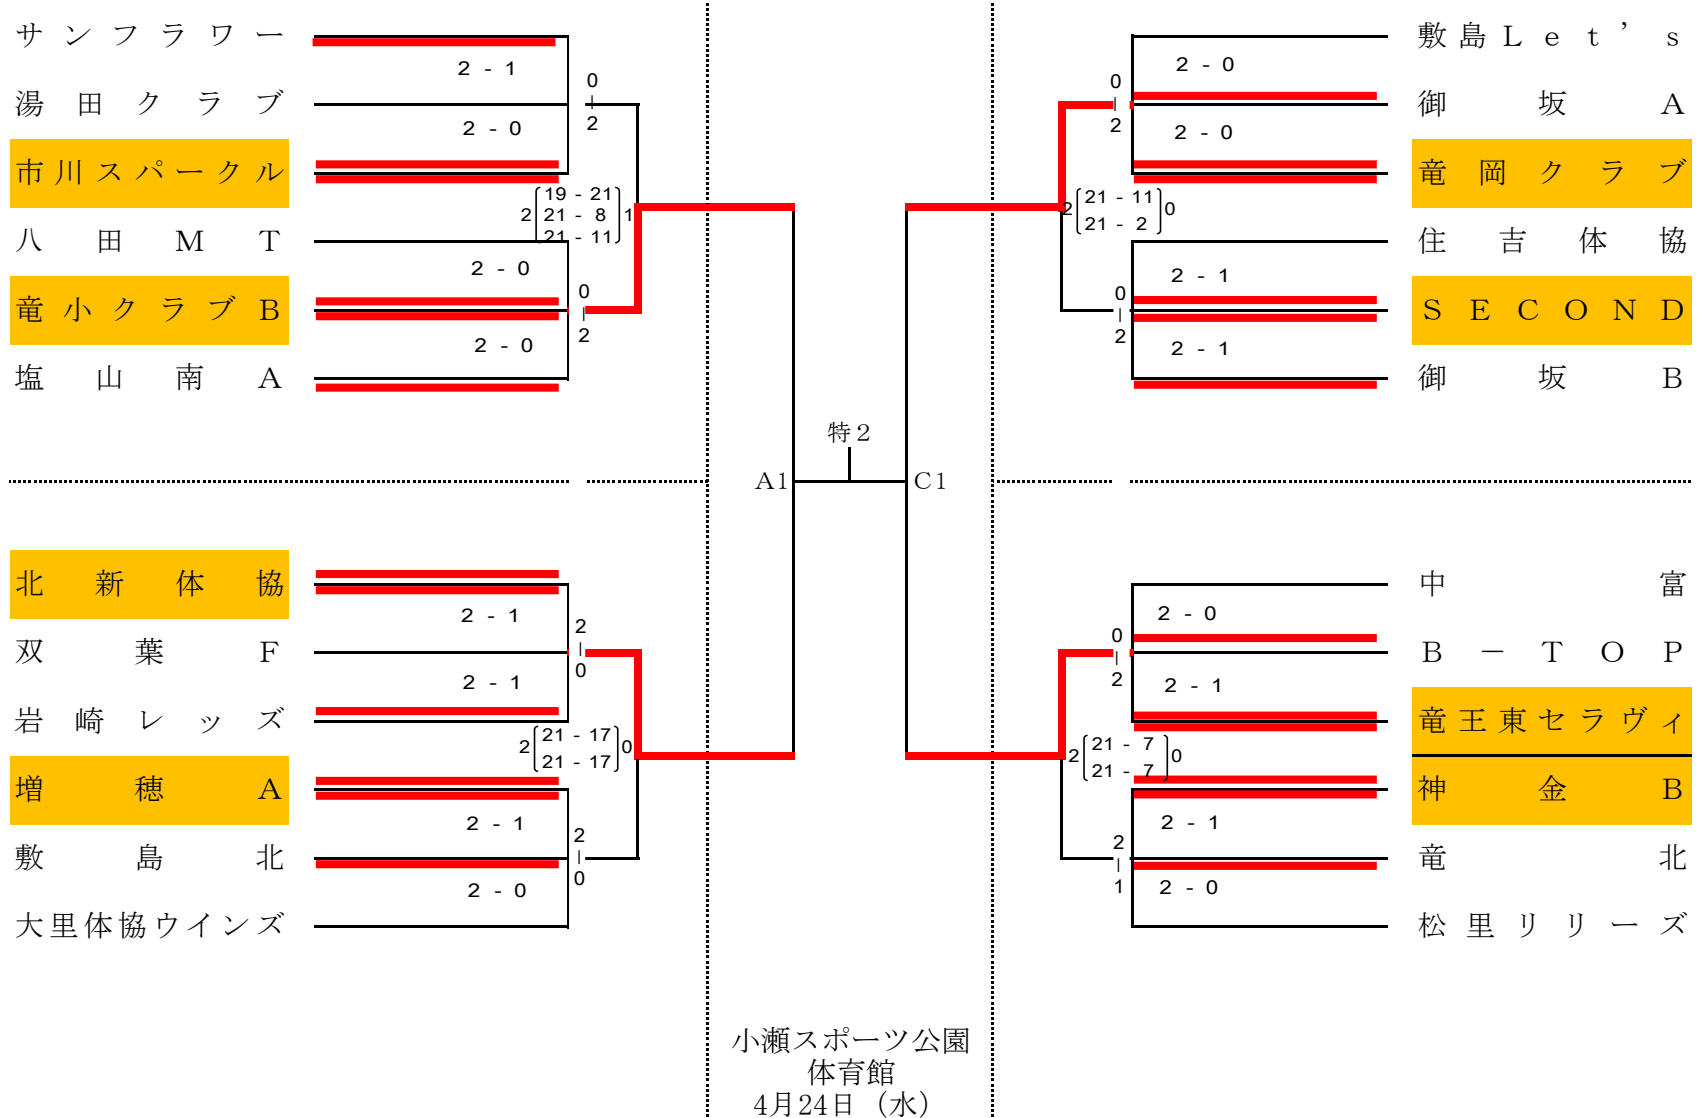 サンフラワー
2 - 1
湯田クラブ
0
|
2
2 - 0
市川スパークル
19 - 21
2 21 - 8 1
21 - 11
八田MT
2 - 0
竜小クラブB
0
|
2
2 - 0
塩山南A
敷島Let’s
2 - 0
御坂A
0
|
2
2 - 0
竜岡クラブ
2 21 - 11 0
21 - 2
住吉体協
2 - 1
SECOND
0
|
2
2 - 1
御坂B
特2
A1
C1
北新体協
2 - 1
双葉F
2
|
0
2 - 1
岩崎レッズ
2 21 - 17 0
21 - 17
増穂A
2 - 1
敷島北
2
|
0
2 - 0
大里体協ウインズ
中富
2 - 0
B－TOP
0
|
2
2 - 1
竜王東セラヴィ
2 21 - 7 0
21 - 7
神金B
2 - 1
竜北
2
|
1
2 - 0
松里リリーズ
小瀬スポーツ公園
体育館
4月24日（水）